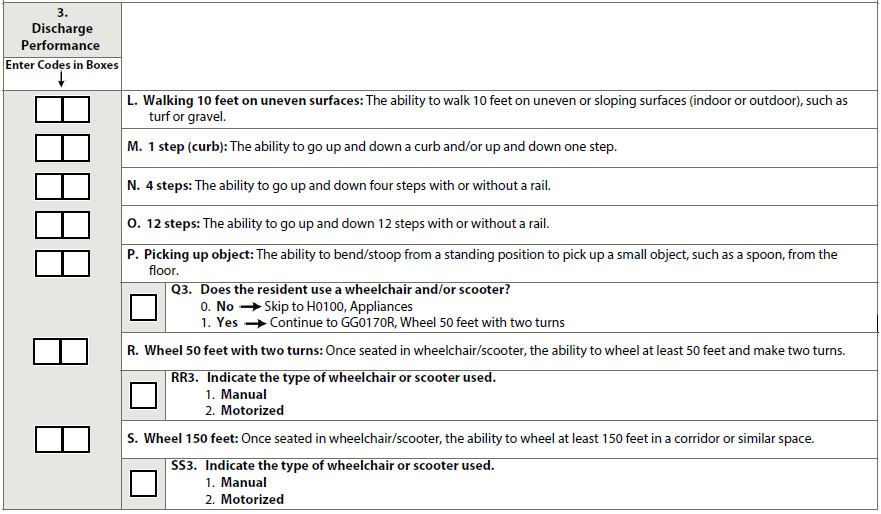 3.
Discharge
Performance
Enter Codes in Boxes
L. Walking 10 feet on uneven surfaces: The ability to walk 10 feet on uneven or sloping surfaces (indoor or outdoor), such as
turf or gravel.
M. 1 step (curb): The ability to go up and down a curb and/or up and down one step.
N. 4 steps: The ability to go up and down four steps with or without a rail.
O. 12 steps: The ability to go up and down 12 steps with or without a rail.
P. Picking up object: The ability to bend/stoop from a standing position to pick up a small object, such as a spoon, from the
floor.
Q3. Does the resident use a wheelchair and/or scooter?
0. No → Skip to H0100, Appliances
1. Yes → Continue to GG0170R, Wheel 50 feet with two turns
R. Wheel 50 feet with two turns: Once seated in wheelchair/scooter, the ability to wheel at least 50 feet and make two turns.
RR3. Indicate the type of wheelchair or scooter used.
1. Manual
2. Motorized
S. Wheel 150 feet: Once seated in wheelchair/scooter, the ability to wheel at least 150 feet in a corridor or similar space.
SS3. Indicate the type of wheelchair or scooter used.
1. Manual
2. Motorized